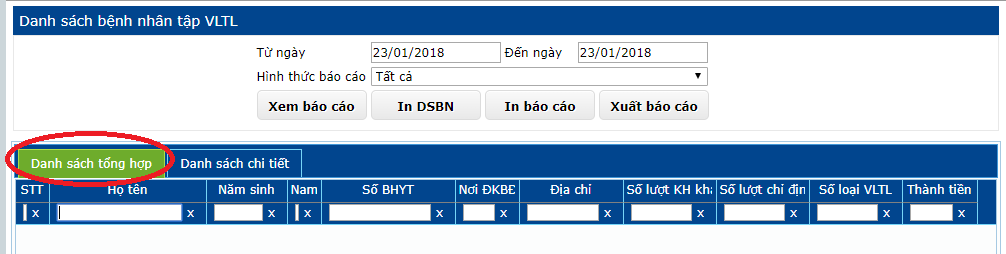 Danh sách bệnh nhân tập VLTL
Từ ngày 23/01/2018 Đến ngày 23/01/2018
Hình thức báo cáo Tất cả
Xem báo cáo In DSBN In báo cáo Xuất báo cáo
Danh sách tổng hợp Danh sách chi tiết
STT Họ tên Năm sinh Nam Số BHYT Nơi ĐKBĐ Địa chỉ Số lượt KH khá Số lượt chỉ địn Số loại VLTL Thành tiền
x x x x x x x x x x x